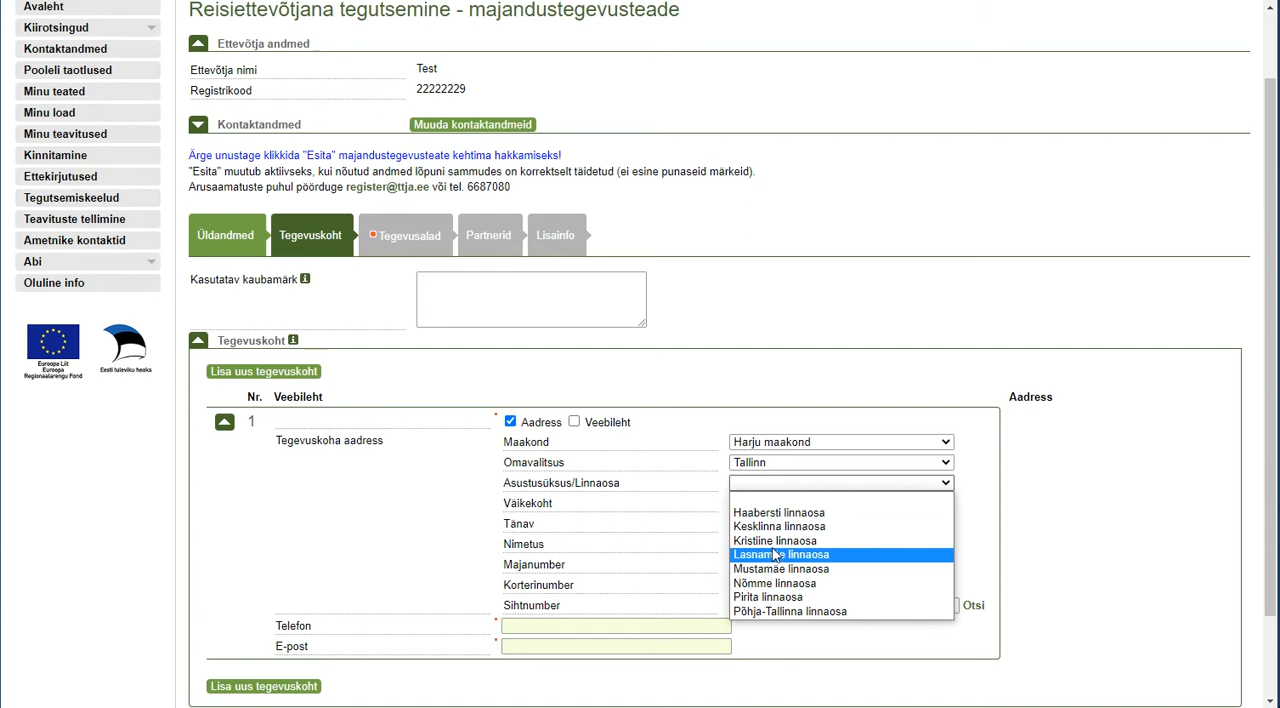 Avaleht
Kiirotsingud
Kontaktandmed
Pooleli taotlused
Minu teated
Minu load
Minu teavitused
Kinnitamine
Ettekirjutused
Tegutsemiskeelud
Teavituste tellimine
Ametnike kontaktid
Abi
Oluline info
Euroopa Liit
Euroopa
Regionaalarengu Fond
Eesti tuleviku heaks
Reisiettevõtjana tegutsemine - majandustegevusteade
Ettevõtja andmed
Ettevõtja nimi Test
Registrikood 22222229
Kontaktandmed Muuda kontaktandmeid
Ärge unustage klikkida "Esita" majandustegevusteate kehtima hakkamiseks!
"Esita" muutub aktiivseks, kui nõutud andmed lõpuni sammudes on korrektselt täidetud (ei esine punaseid märkeid).
Arusaamatuste puhul pöörduge register@ttja.ee või tel. 6687080
Üldandmed Tegevuskoht Tegevusalad Partnerid Lisainfo
Kasutatav kaubamärk i
Tegevuskoht i
Lisa uus tegevuskoht
Nr. Veebileht Aadress
1 * Aadress Veebileht
Tegevuskoha aadress Maakond Harju maakond
Omavalitsus Tallinn
Asustusüksus/Linnaosa
Väikekoht
Haabersti linnaosa
Tänav
Kesklinna linnaosa
Nimetus
Kristiine linnaosa
Lasnamäe linnaosa
Majanumber
Mustamäe linnaosa
Korterinumber
Nõmme linnaosa
Pirita linnaosa
Sihtnumber Otsi
Põhja-Tallinna linnaosa
Telefon *
E-post *
Lisa uus tegevuskoht